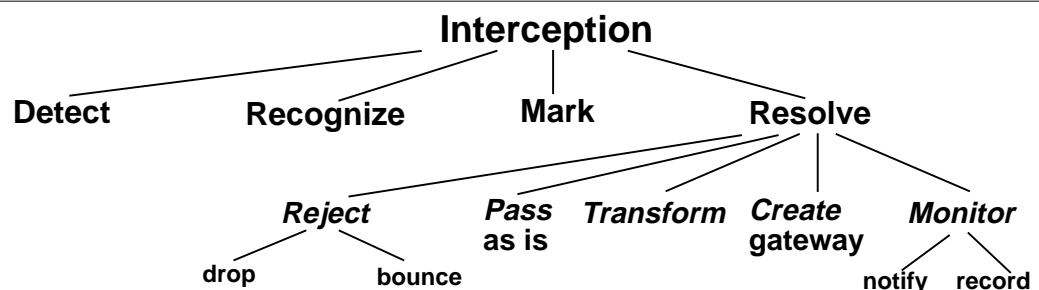 Interception
Detect Recognize Mark Resolve
Reject Pass Transform Create Monitor
as is gateway
drop bounce notify record